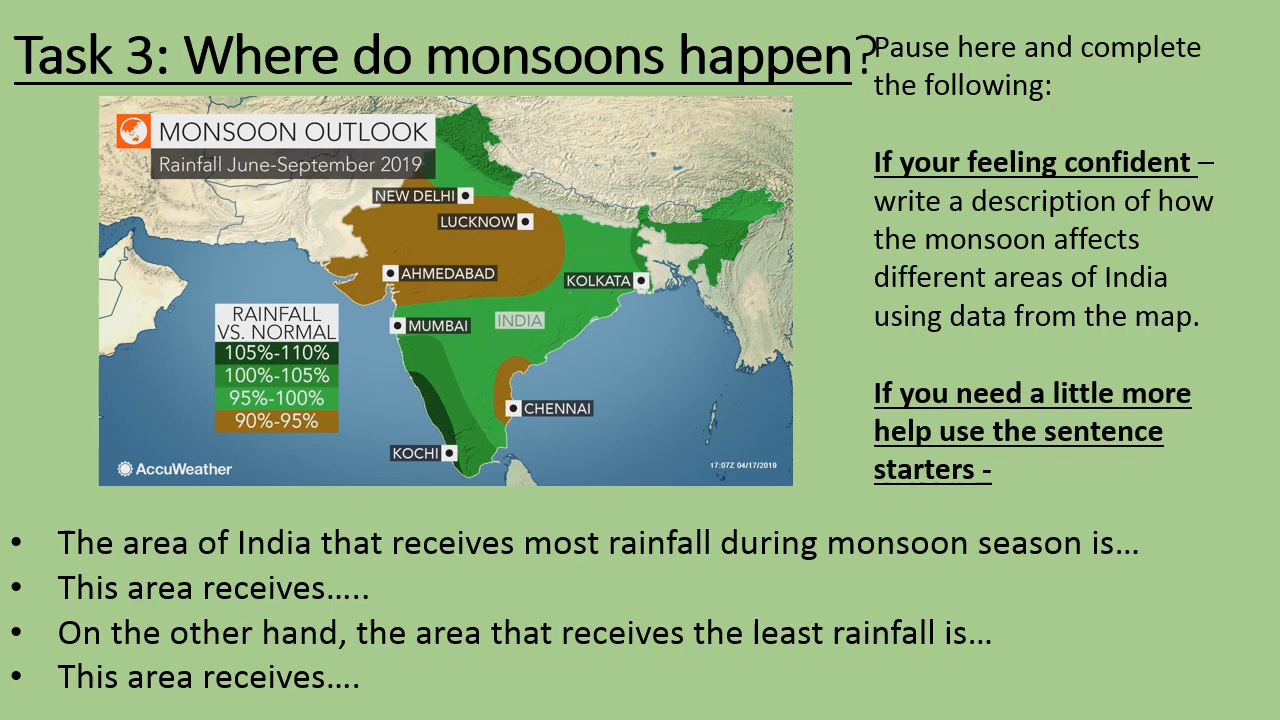 Task 3: Where do monsoons happen?
MONSOON OUTLOOK
Rainfall June-September 2019
NEW DELHI
LUCKNOW
AHMEDABAD
KOLKATA
MUMBAI
INDIA
CHENNAI
KOCHI
RAINFALL
VS. NORMAL
105%-110%
100%-105%
95%-100%
90%-95%
AccuWeather
17:07Z 04/17/2019
Pause here and complete
the following:
If your feeling confident –
write a description of how
the monsoon affects
different areas of India
using data from the map.
If you need a little more
help use the sentence
starters -
• The area of India that receives most rainfall during monsoon season is…
• This area receives…..
• On the other hand, the area that receives the least rainfall is…
• This area receives….